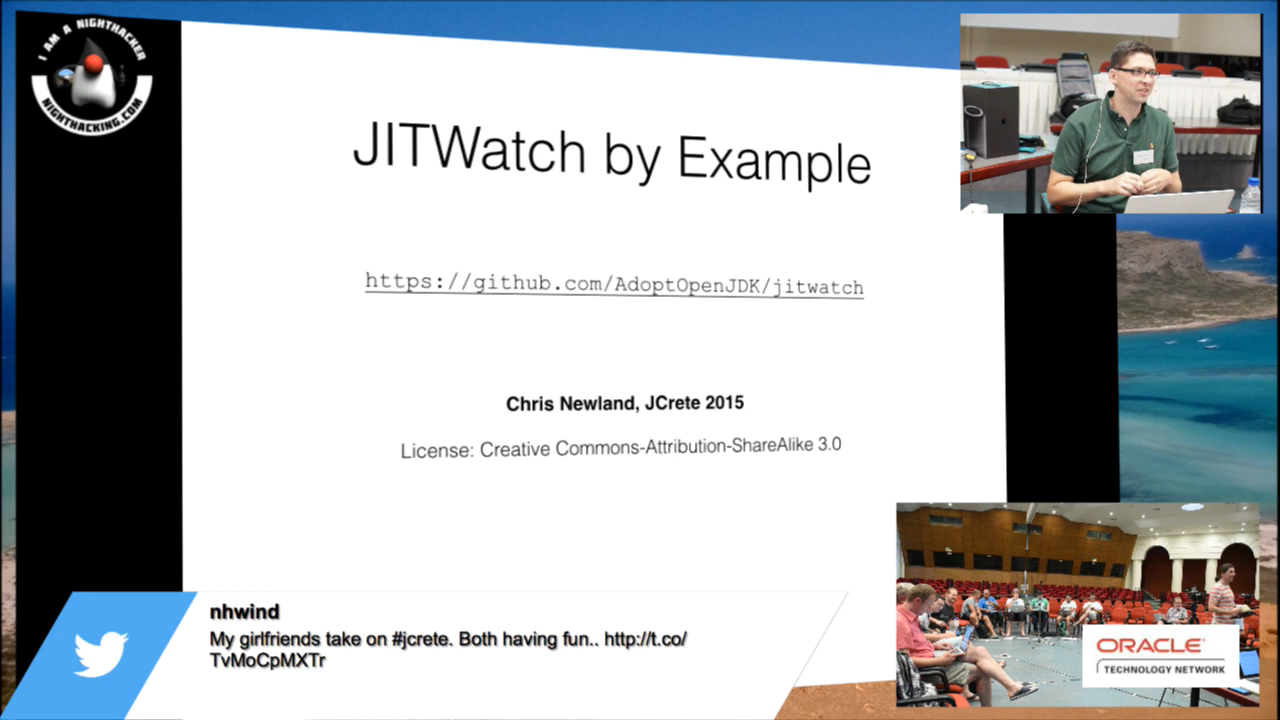 I AM A NIGHTHACKER
NIGHTHACKING.COM
JITWatch by Example
https://github.com/AdoptOpenJDK/jitwatch
Chris Newland, JCrete 2015
License: Creative Commons-Attribution-ShareAlike 3.0
nhwind
My girlfriends take on #jcrete. Both having fun.. http://t.co/
TvMoCpMXTr
ORACLE
TECHNOLOGY NETWORK